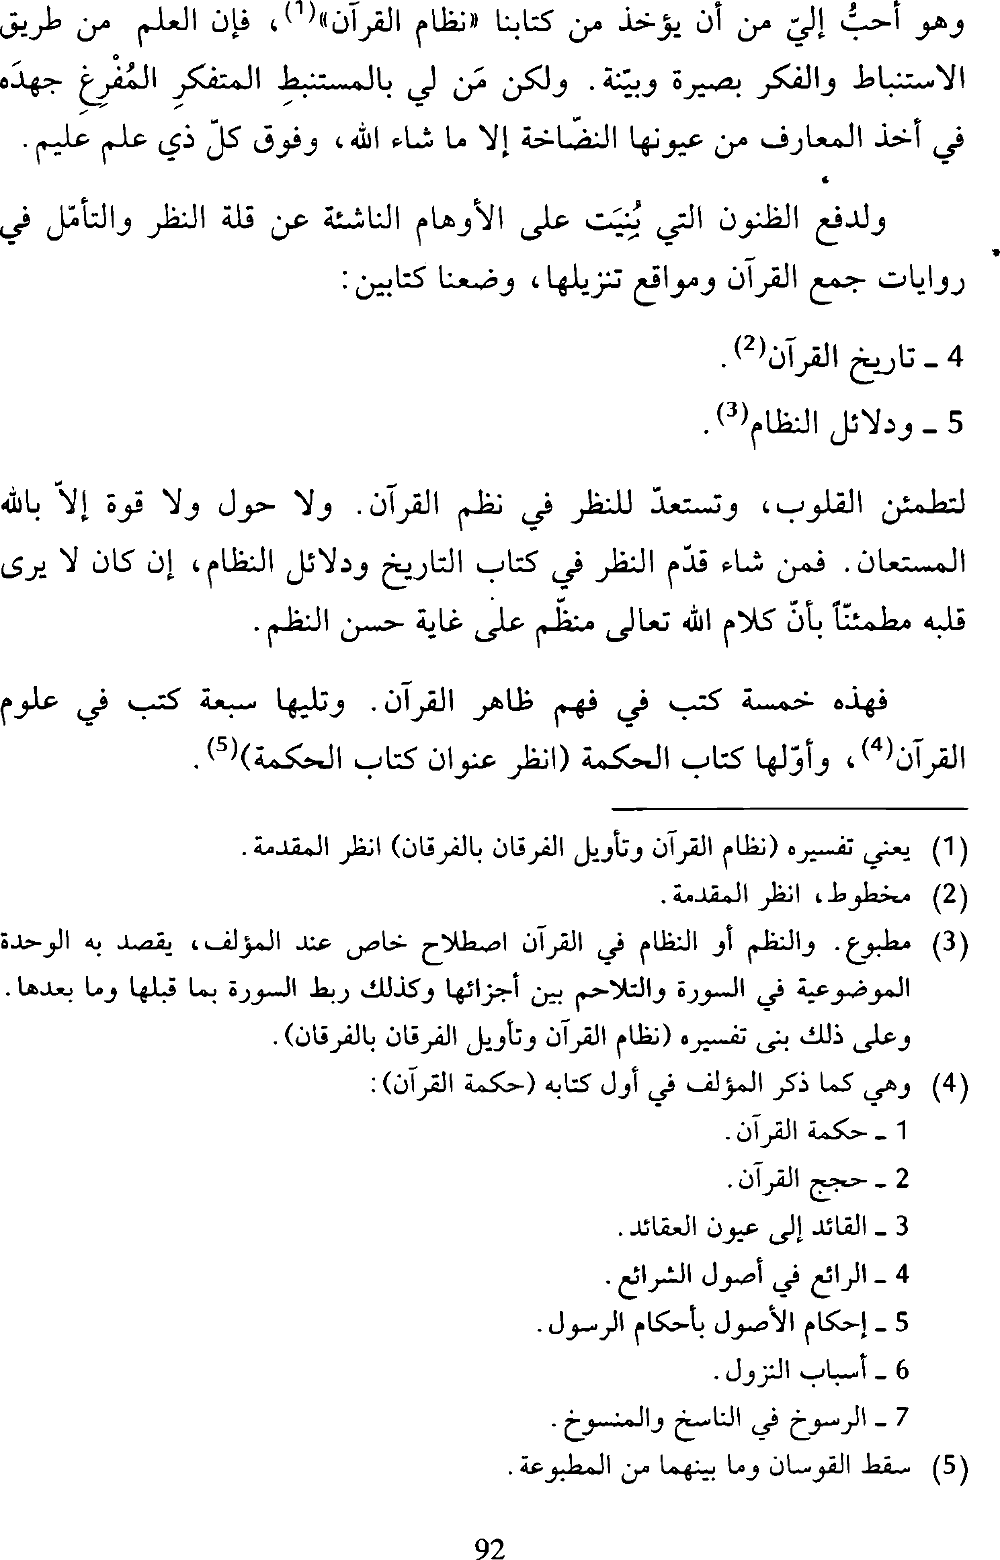 وهو أحبُّ إليّ من أن يؤخذ من كتابنا «نظام القرآن»(1)، فإن العلم من طريق
الاستنباط والفكر بصيرة وبيّنة. ولكن مَن لي بالمستنبِطِ المتفكرِ المُفْرِغِ جهدَه
في أخذ المعارف من عيونها النضّاخة إلا ما شاء الله، وفوق كلّ ذي علم عليم.
ولدفع الظنون التي بُنِيَت على الأوهام الناشئة عن قلة النظر والتأمّل في
روايات جمع القرآن ومواقع تنزيلها، وضعنا كتابين:
4 ـ تاريخ القرآن(2).
5 ـ ودلائل النظام(3).
لتطمئن القلوب، وتستعدّ للنظر في نظم القرآن. ولا حول ولا قوة إلاّ بالله
المستعان. فمن شاء قدّم النظر في كتاب التاريخ ودلائل النظام، إن كان لا يرى
قلبه مطمئنّاً بأنّ كلام الله تعالى منظّم على غاية حسن النظم.
فهذه خمسة كتب في فهم ظاهر القرآن. وتليها سبعة كتب في علوم
القرآن(4)، وأوّلها كتاب الحكمة (انظر عنوان كتاب الحكمة)(5).
(1) يعني تفسيره (نظام القرآن وتأويل الفرقان بالفرقان) انظر المقدمة.
(2) مخطوط، انظر المقدمة.
(3) مطبوع. والنظم أو النظام في القرآن اصطلاح خاص عند المؤلف، يقصد به الوحدة
الموضوعية في السورة والتلاحم بين أجزائها وكذلك ربط السورة بما قبلها وما بعدها.
وعلى ذلك بنى تفسيره (نظام القرآن وتأويل الفرقان بالفرقان).
(4) وهي كما ذكر المؤلف في أول كتابه (حكمة القرآن):
1 ـ حكمة القرآن.
2 ـ حجج القرآن.
3 ـ القائد إلى عيون العقائد.
4 ـ الرائع في أصول الشرائع.
5 ـ إحكام الأصول بأحكام الرسول.
6 ـ أسباب النزول.
7 ـ الرسوخ في الناسخ والمنسوخ.
(5) سقط القوسان وما بينهما من المطبوعة.
92